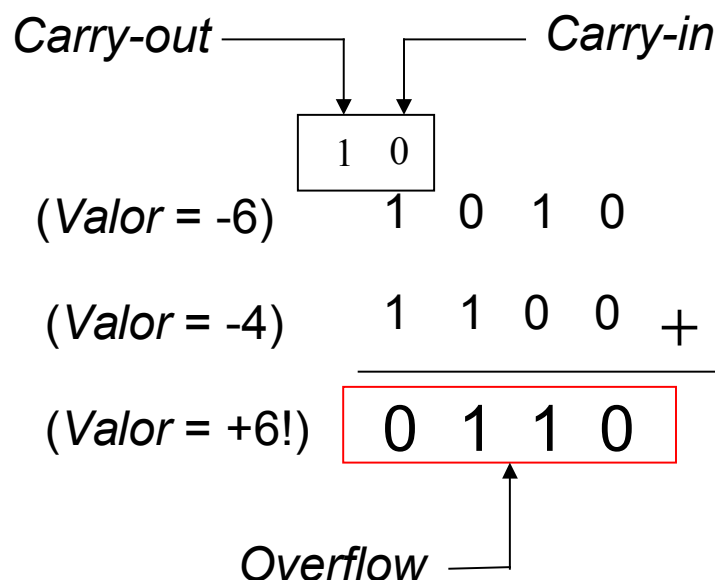 Carry-out Carry-in
1 0
(Valor = -6) 1 0 1 0
(Valor = -4) 1 1 0 0 +
(Valor = +6!) 0 1 1 0
Overflow